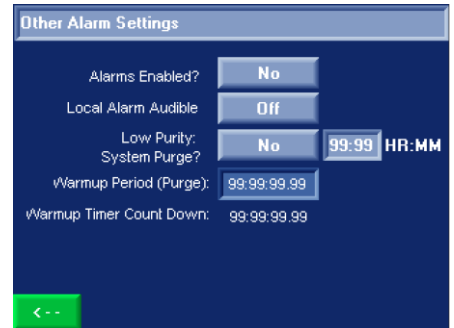 Other Alarm Settings
Alarms Enabled? No
Local Alarm Audible Off
Low Purity:
System Purge? No 99:99 HR:MM
Warmup Period (Purge): 99:99:99.99
Warmup Timer Count Down: 99:99:99.99
<--